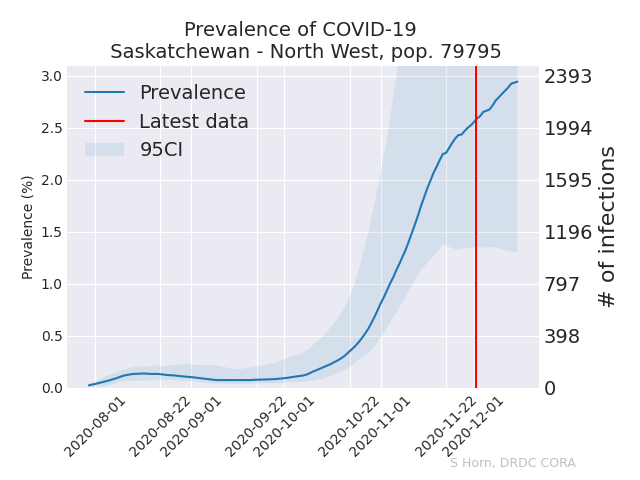 Prevalence of COVID-19
Saskatchewan - North West, pop. 79795
Prevalence
Latest data
95CI
Prevalence (%)
3.0
2.5
2.0
1.5
1.0
0.5
0.0
2393
1994
1595
1196
797
398
0
# of infections
2020-08-01
2020-08-22
2020-09-01
2020-09-22
2020-10-01
2020-10-22
2020-11-01
2020-11-22
2020-12-01
S Horn, DRDC CORA